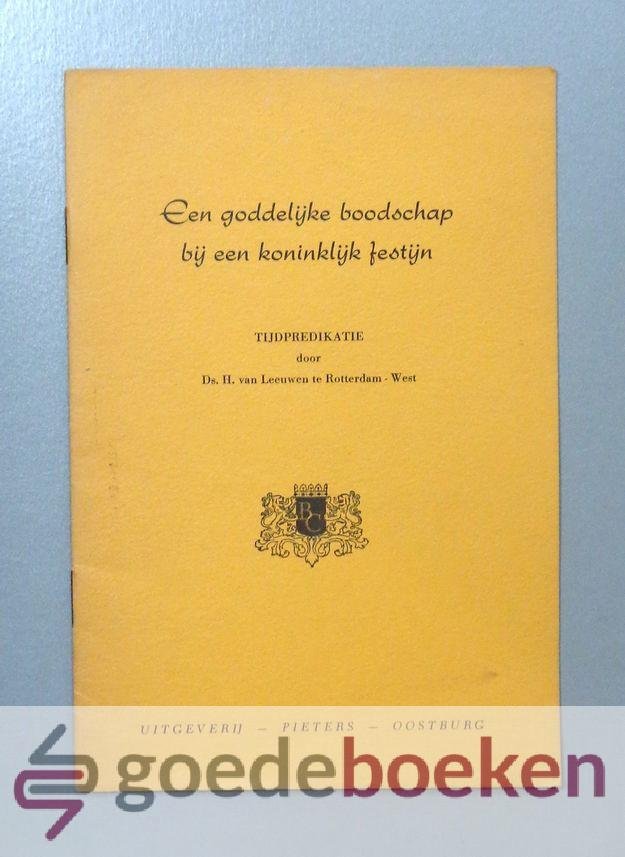 Een goddelijke boodschap
bij een koninklijk festijn
TIJDPREDIKATIE
door
Ds. H. van Leeuwen te Rotterdam - West
BC
UITGEVERIJ — PIETERS — OOSTBURG
goedeboeken